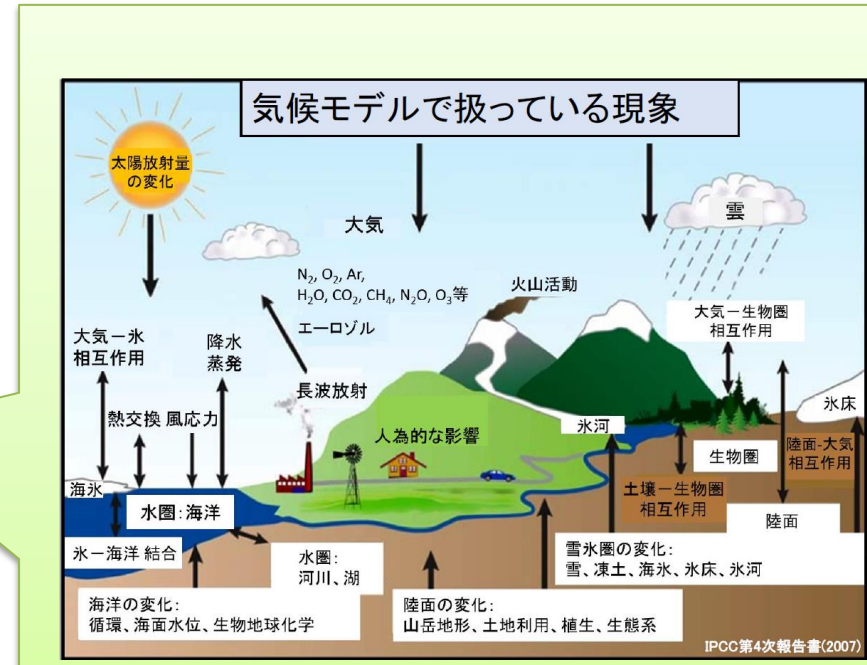 気候モデルで扱っている現象
太陽放射量
の変化
雲
大気
N₂, O₂, Ar,
H₂O, CO₂, CH₄, N₂O, O₃等
エーロゾル
火山活動
大気－生物圏
相互作用
大気－氷
相互作用
降水
蒸発
長波放射
熱交換 風応力
人為的な影響
氷河
氷床
生物圏
陸面-大気
相互作用
海氷
水圏:海洋
土壌－生物圏
相互作用
陸面
氷－海洋 結合
水圏:
河川、湖
雪氷圏の変化:
雪、凍土、海氷、氷床、氷河
海洋の変化:
循環、海面水位、生物地球化学
陸面の変化:
山岳地形、土地利用、植生、生態系
IPCC第4次報告書(2007)